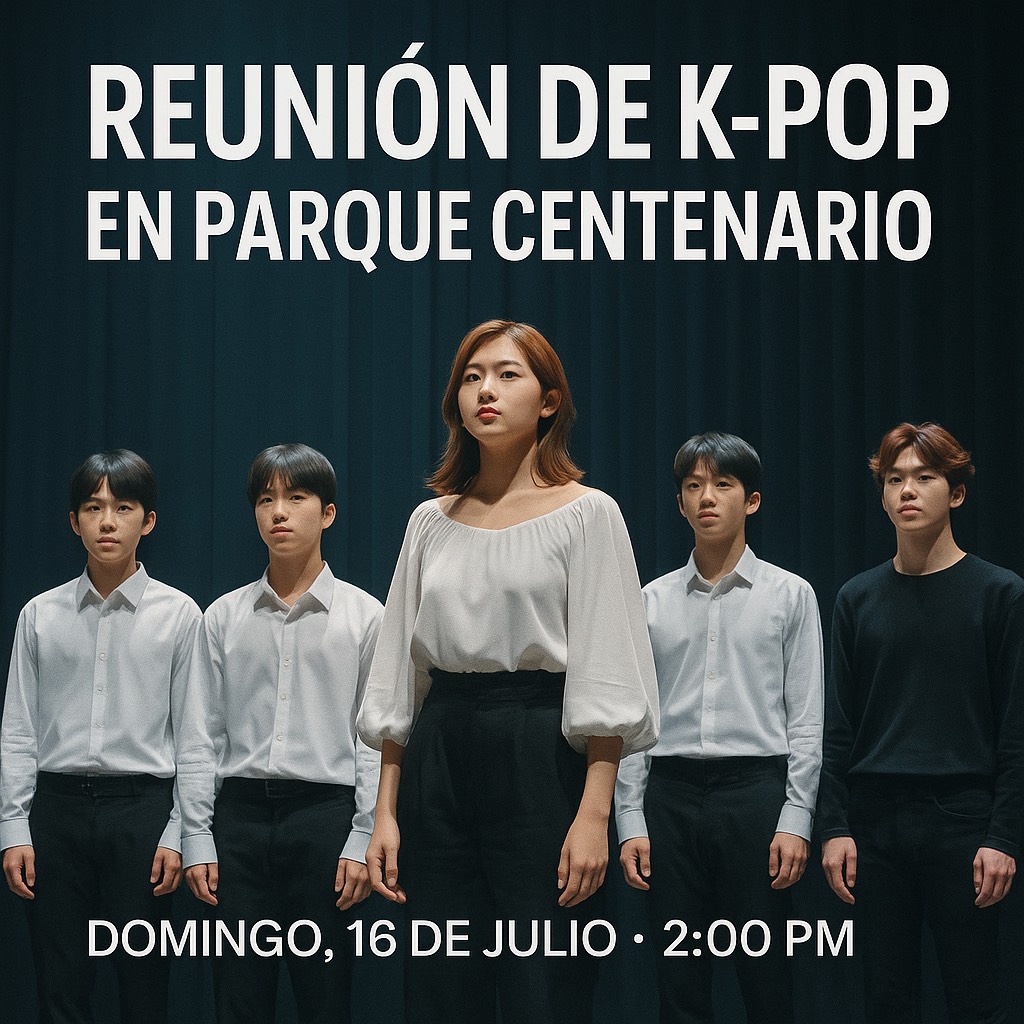 REUNIÓN DE K-POP
EN PARQUE CENTENARIO
DOMINGO, 16 DE JULIO · 2:00 PM